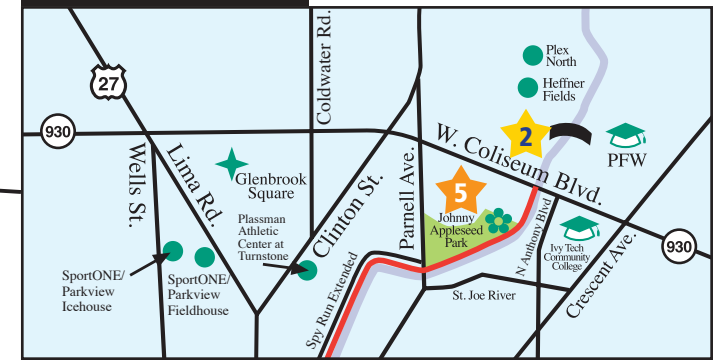 Coldwater Rd.
Plex
North
Heffner
Fields
27
930
2
W. Coliseum Blvd.
PFW
Wells St.
Lima Rd.
Glenbrook
Square
Clinton St.
Parnell Ave.
5
Johnny
Appleseed
Park
N Anthony Blvd
Plassman
Athletic
Center at
Turnstone
Ivy Tech
Community
College
930
Crescent Ave.
SportONE/
Parkview
Icehouse
SportONE/
Parkview
Fieldhouse
Spy Run Extended
St. Joe River